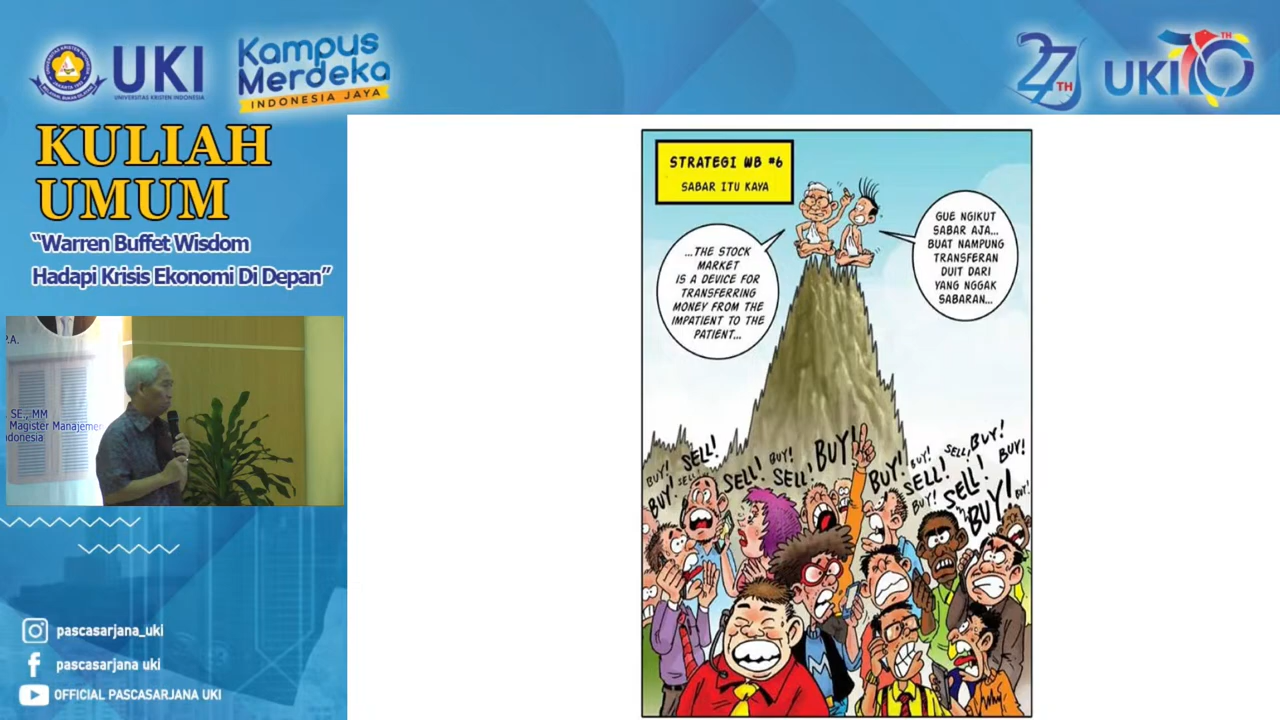 UKI
UNIVERSITAS KRISTEN INDONESIA
Kampus
Merdeka
INDONESIA JAYA
27TH
UKI 70TH
KULIAH
UMUM
“Warren Buffet Wisdom
Hadapi Krisis Ekonomi Di Depan”
P.A.
SE., MM
Magister Manajemen
pascasarjana_uki
pascasarjana uki
OFFICIAL PASCASARJANA UKI
STRATEGI WB #6
SABAR ITU KAYA
...THE STOCK
MARKET
IS A DEVICE FOR
TRANSFERRING
MONEY FROM THE
IMPATIENT TO THE
PATIENT...
GUE NGIKUT
SABAR AJA...
BUAT NAMPUNG
TRANSFERAN
DUIT DARI
YANG NGGAK
SABARAN...
BUY!
BUY!
SELL!
SELL!
SELL!
BUY!
SELL!
BUY!
BUY!
BUY!
SELL!
BUY!
SELL!
SELL!
BUY!
BUY!
BUY!
BUY!
M